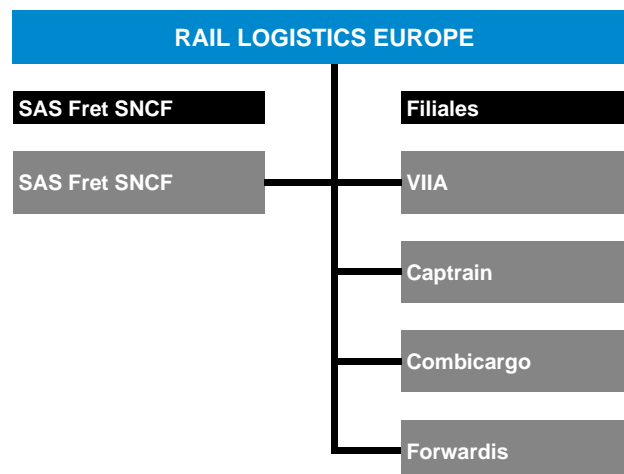 RAIL LOGISTICS EUROPE
SAS Fret SNCF
Filiales
SAS Fret SNCF
VIIA
Captrain
Combicargo
Forwardis